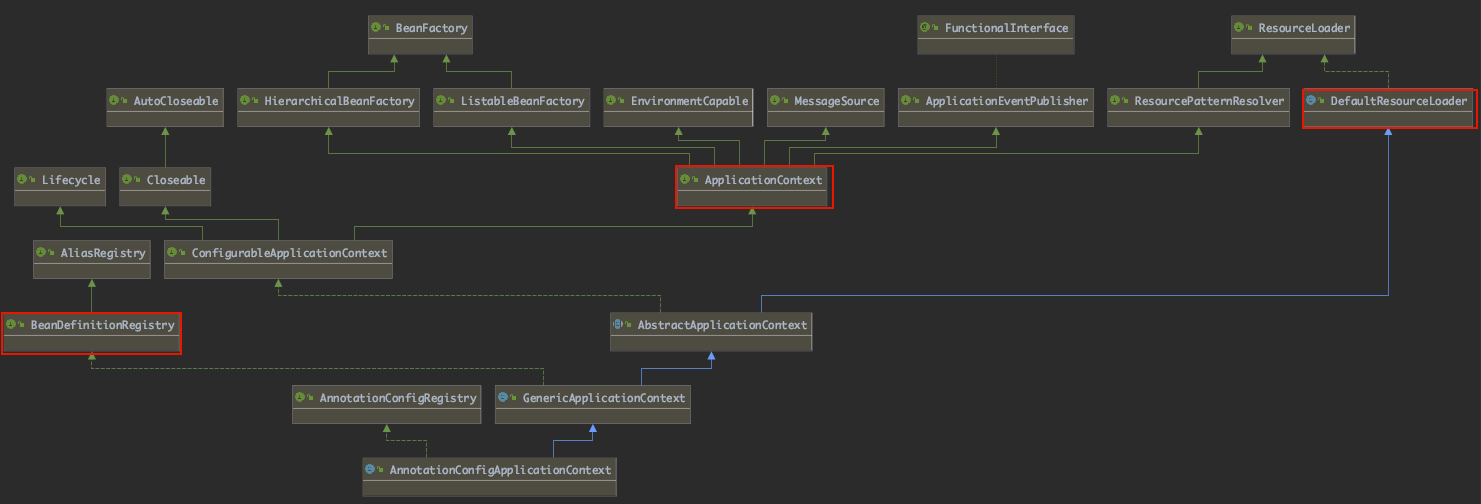 BeanFactory
FunctionalInterface
ResourceLoader
AutoCloseable
HierarchicalBeanFactory
ListableBeanFactory
EnvironmentCapable
MessageSource
ApplicationEventPublisher
ResourcePatternResolver
DefaultResourceLoader
Lifecycle
Closeable
ApplicationContext
AliasRegistry
ConfigurableApplicationContext
BeanDefinitionRegistry
AbstractApplicationContext
AnnotationConfigRegistry
GenericApplicationContext
AnnotationConfigApplicationContext